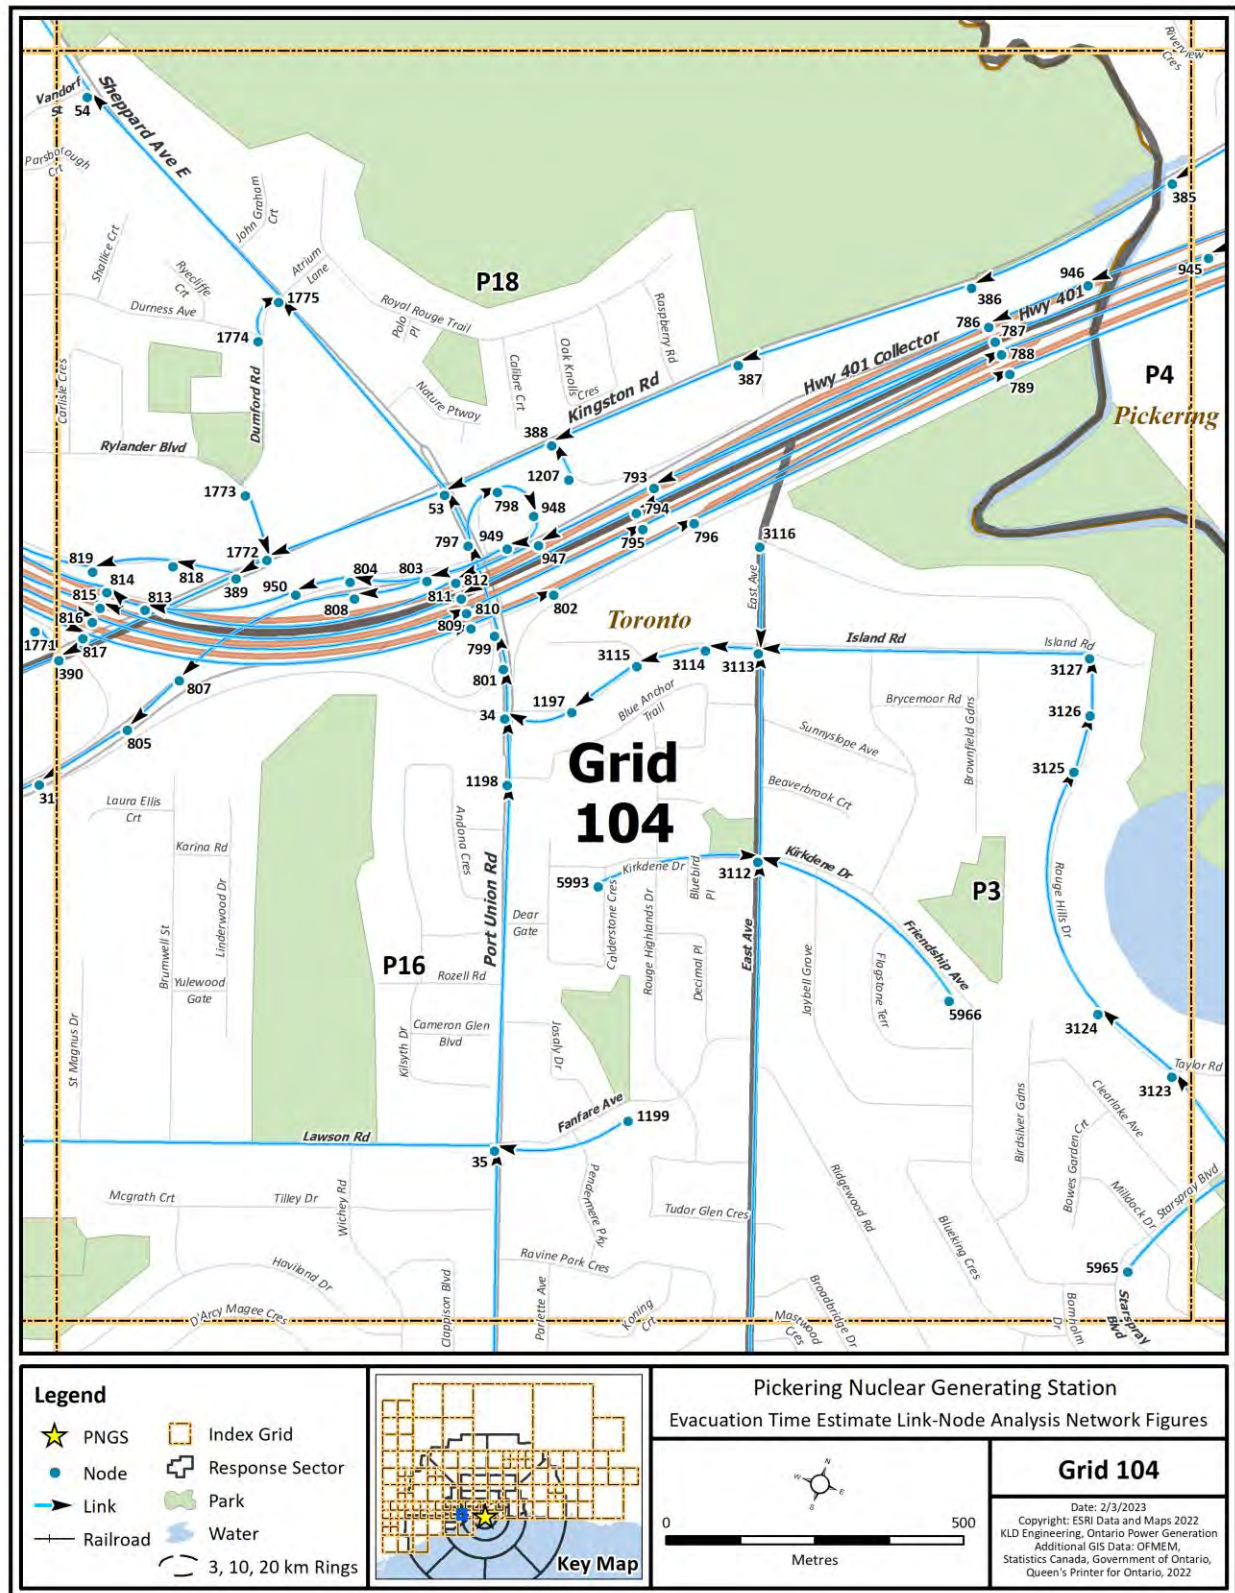 Riverview
Cres
Vandorf
St
54
Sheppard Ave E
Parsborough
Crt
385
John Graham
Crt
Shallice Crt
Atrium
Lane
946
945
Ryecliffe
Crt
P18
386
Hwy 401
1775
Durness Ave
Royal Rouge Trail
Polo
Pl
Raspberry Rd
786
787
1774
788
789
Hwy 401 Collector
387
P4
Pickering
Carlisle Cres
Calibre Crt
Oak Knolls
Cres
Kingston Rd
Nature Ptway
Dumford Rd
388
Rylander Blvd
1207
793
1773
53
798
948
794
795
796
3116
797
949
947
1772
819
818
804
803
812
814
389
950
808
811
East Ave
815
813
810
802
816
809
Toronto
1771
817
799
Island Rd
Island Rd
390
3115
3114
3113
3127
801
807
1197
Blue Anchor
Trail
Brycemoor Rd
34
3126
805
Sunnyslope Ave
Brownfield Gdns
Grid
104
3125
31
1198
Beaverbrook Crt
Laura Ellis
Crt
Andona Cres
Karina Rd
Kirkdene Dr
Kirkdene Dr
3112
5993
Bluebird
Pl
Linderwood Dr
Port Union Rd
P3
Rouge Hills Dr
Calderstone Cres
Rouge Highlands Dr
Dear
Gate
Brumwell St
East Ave
Friendship Ave
Decimal Pl
P16
Jaybell Grove
Flagstone Terr
Rozell Rd
Yulewood
Gate
5966
3124
Cameron Glen
Blvd
St Magnus Dr
Kilsyth Dr
Josaly Dr
Taylor Rd
3123
Clearlake Ave
Fanfare Ave
1199
Birdsilver Gdns
Lawson Rd
35
Bowes Garden Crt
Mcgrath Crt
Tilley Dr
Wichey Rd
Pendermere Pky
Ridgewood Rd
Milldock Dr
Starspray Blvd
Tudor Glen Cres
Blueking Cres
Ravine Park Cres
Haviland Dr
5965
Clappison Blvd
Parlette Ave
Koning
Crt
Broadbridge Dr
Mastwood
Cres
Bornholm
Dr
Starspray
Blvd
D'Arcy Magee Cres
Legend
PNGS
Node
Link
Railroad
Index Grid
Response Sector
Park
Water
3, 10, 20 km Rings
Key Map
Pickering Nuclear Generating Station
Evacuation Time Estimate Link-Node Analysis Network Figures
N
W
E
S
0
500
Metres
Grid 104
Date: 2/3/2023
Copyright: ESRI Data and Maps 2022
KLD Engineering, Ontario Power Generation
Additional GIS Data: OFMEM,
Statistics Canada, Government of Ontario,
Queen's Printer for Ontario, 2022